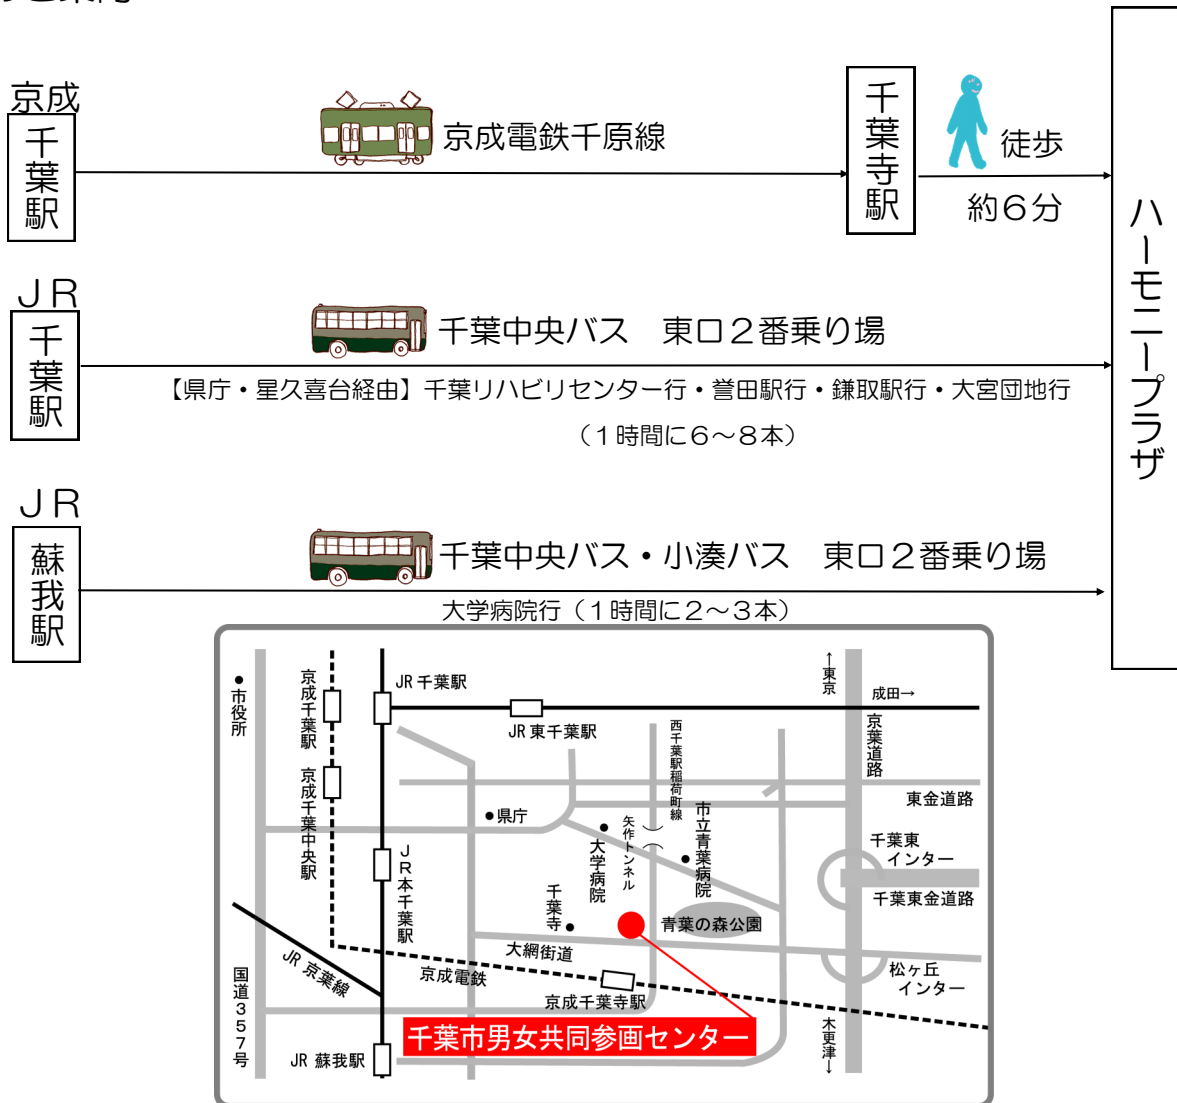 京成
千葉駅
京成電鉄千原線
千葉寺駅
徒歩
約６分
ハーモニープラザ
ＪＲ
千葉駅
千葉中央バス　東口２番乗り場
【県庁・星久喜台経由】千葉リハビリセンター行・誉田駅行・鎌取駅行・大宮団地行
（１時間に６～８本）
ＪＲ
蘇我駅
千葉中央バス・小湊バス　東口２番乗り場
大学病院行（１時間に２～３本）
市役所
京成千葉駅
JR 千葉駅
JR 東千葉駅
西千葉駅稲荷町線
←東京
成田→
京葉道路
東金道路
京成千葉中央駅
県庁
ＪＲ本千葉駅
大学病院
矢作トンネル
市立青葉病院
千葉東
インター
千葉東金道路
千葉寺
青葉の森公園
大網街道
松ヶ丘
インター
JR 京葉線
京成電鉄
京成千葉寺駅
国道３５７号
千葉市男女共同参画センター
木更津→
JR 蘇我駅